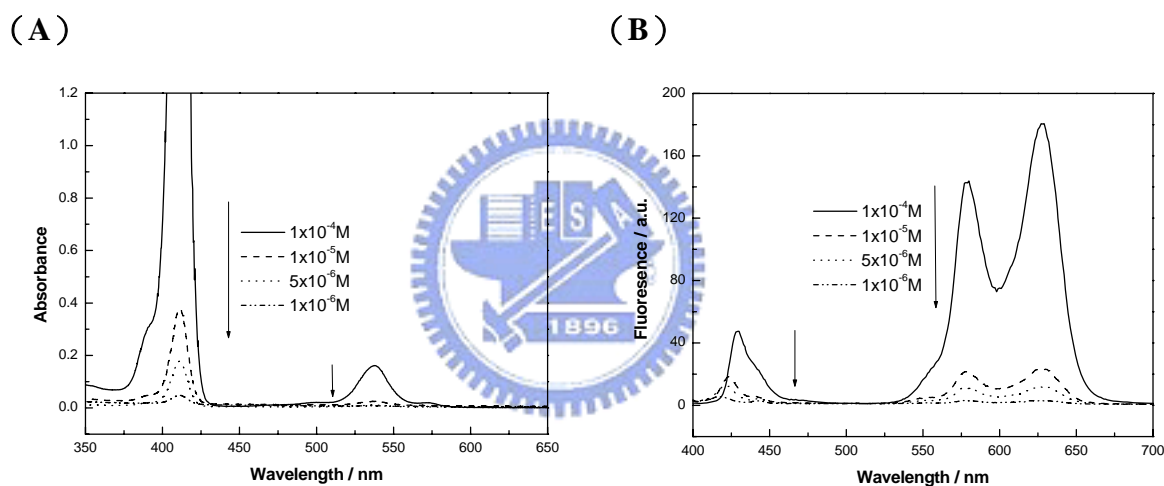 (A)
(B)
1.2
1.0
0.8
0.6
0.4
0.2
0.0
Absorbance
350 400 450 500 550 600 650
Wavelength / nm
1x10⁻⁴M
1x10⁻⁵M
5x10⁻⁶M
1x10⁻⁶M
200
160
120
80
40
0
Fluoresence / a.u.
400 450 500 550 600 650 700
Wavelength / nm
1x10⁻⁴M
1x10⁻⁵M
5x10⁻⁶M
1x10⁻⁶M
E S A
1896